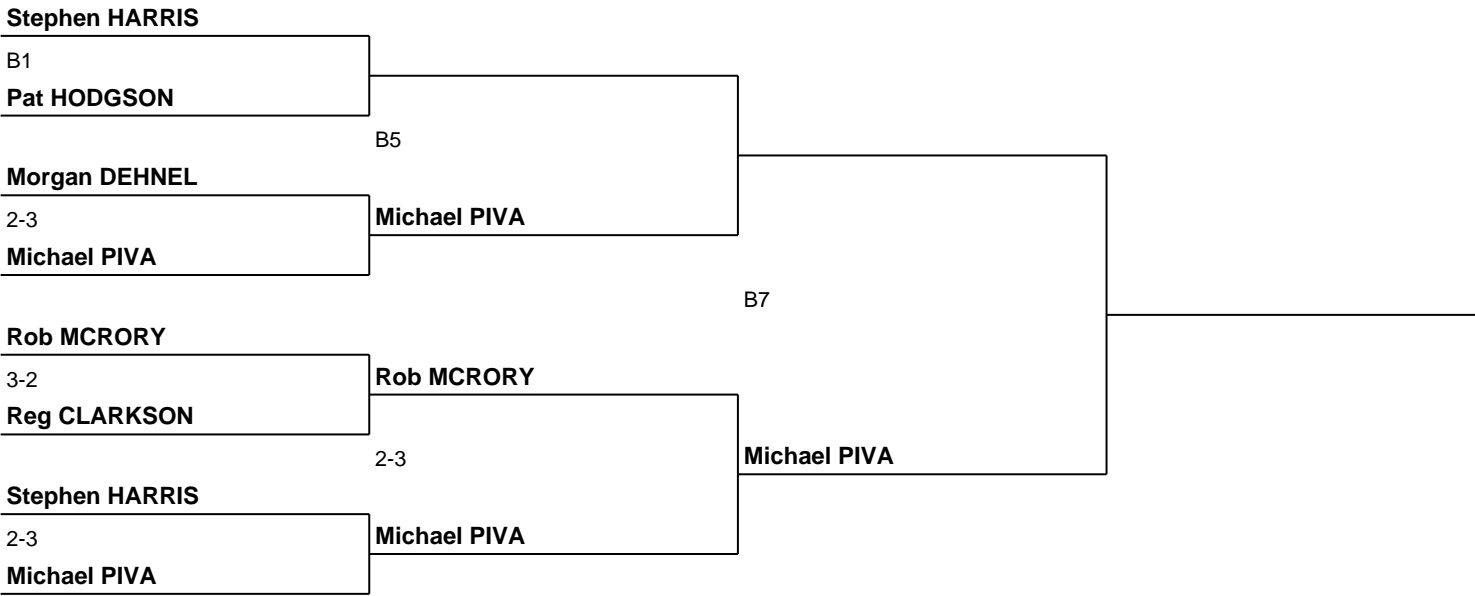 Stephen HARRIS
B1
Pat HODGSON
B5
Morgan DEHNEL
2-3
Michael PIVA
Michael PIVA
B7
Rob MCRORY
3-2
Rob MCRORY
Reg CLARKSON
2-3
Michael PIVA
Stephen HARRIS
2-3
Michael PIVA
Michael PIVA